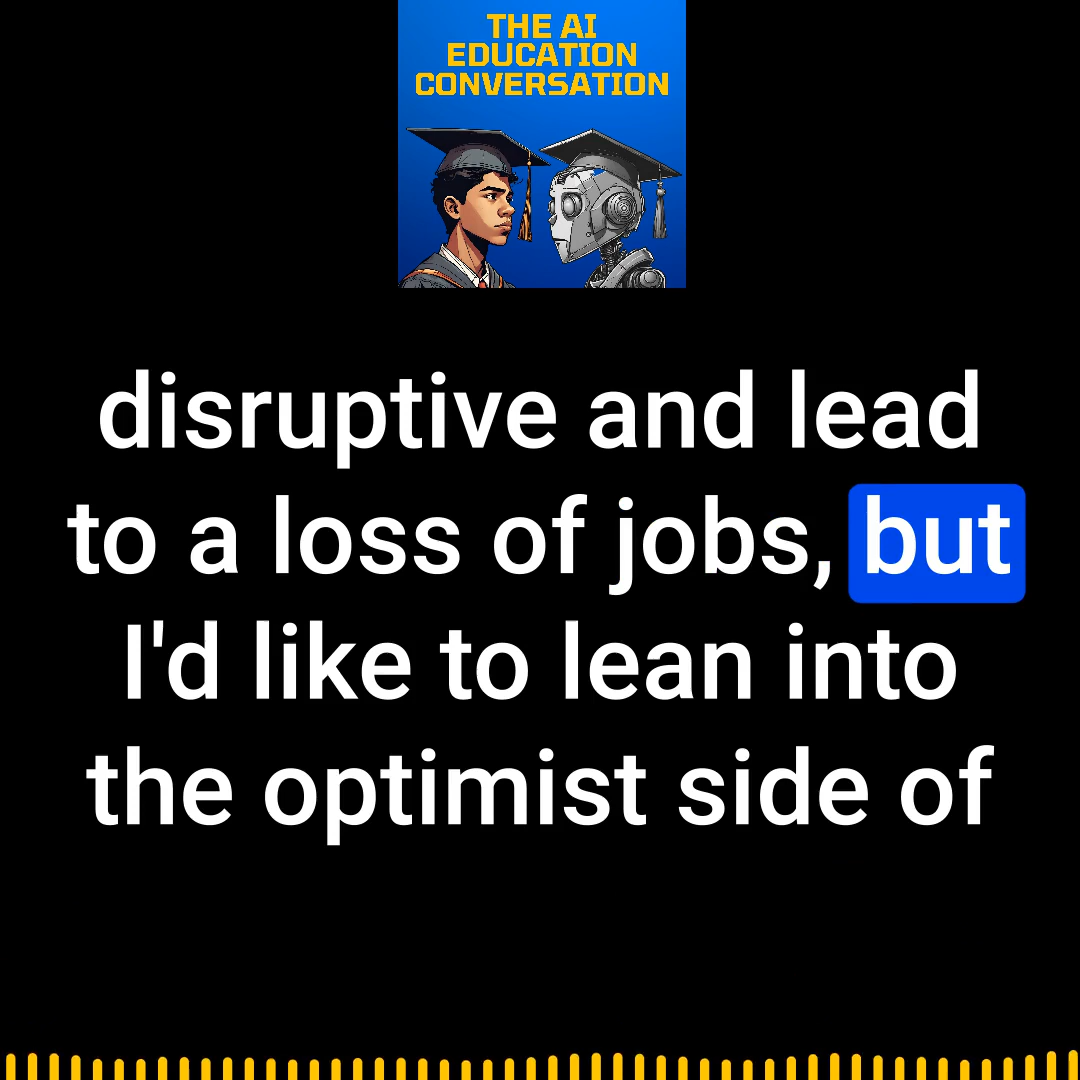 THE AI
EDUCATION
CONVERSATION
disruptive and lead
to a loss of jobs, but
I'd like to lean into
the optimist side of